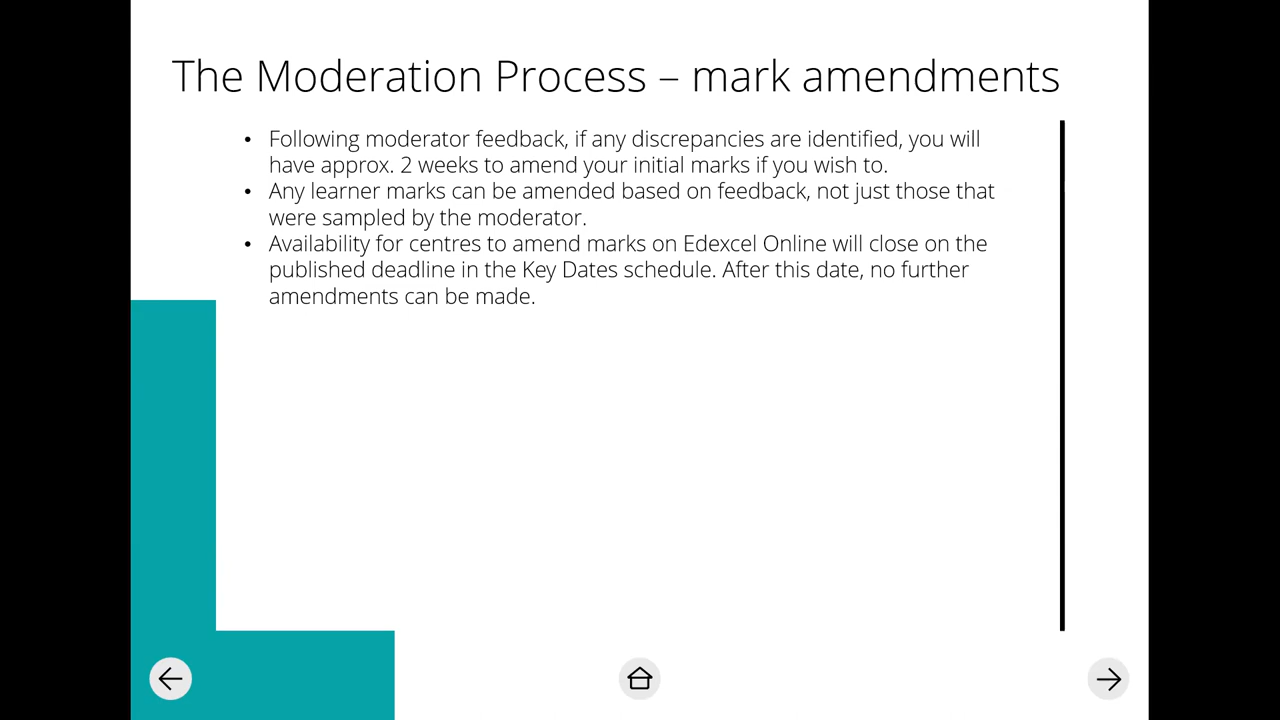 The Moderation Process – mark amendments
• Following moderator feedback, if any discrepancies are identified, you will
have approx. 2 weeks to amend your initial marks if you wish to.
• Any learner marks can be amended based on feedback, not just those that
were sampled by the moderator.
• Availability for centres to amend marks on Edexcel Online will close on the
published deadline in the Key Dates schedule. After this date, no further
amendments can be made.